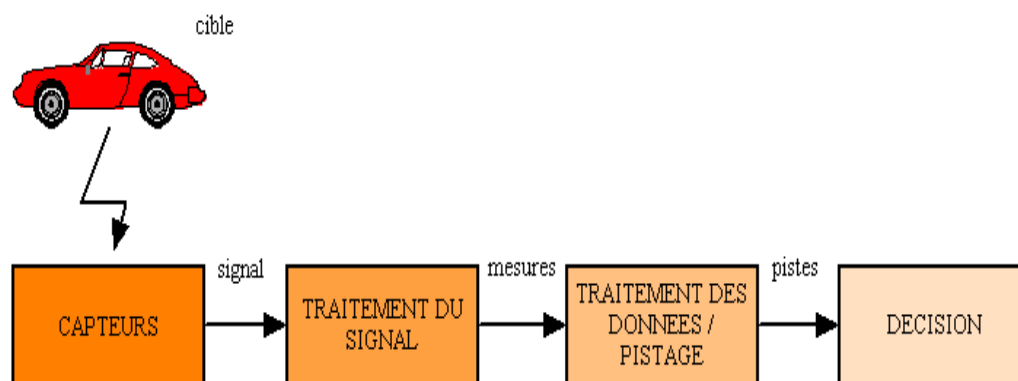 cible
signal
mesures
pistes
CAPTEURS
TRAITEMENT DU
SIGNAL
TRAITEMENT DES
DONNEES /
PISTAGE
DECISION